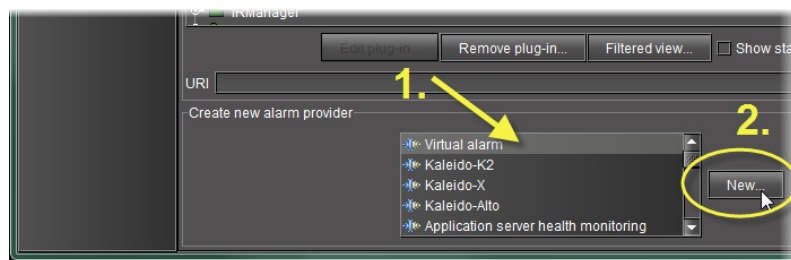 IRManager
Edit plug-in... Remove plug-in... Filtered view... Show sta
URI
1.
Create new alarm provider
2.
Virtual alarm
Kaleido-K2
Kaleido-X
New...
Kaleido-Alto
Application server health monitoring